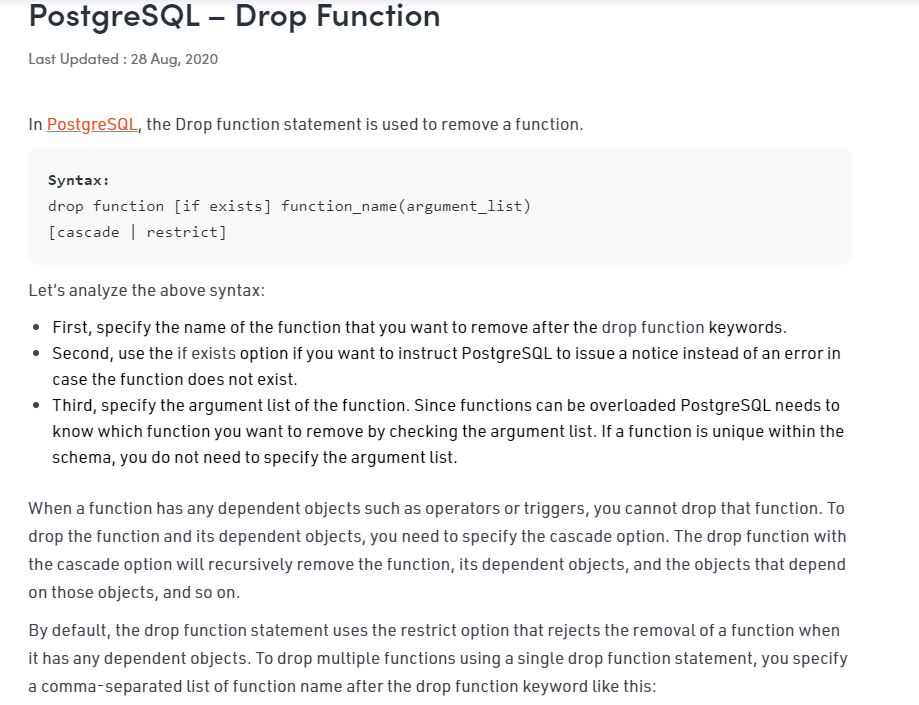 PostgreSQL – Drop Function
Last Updated : 28 Aug, 2020
In PostgreSQL, the Drop function statement is used to remove a function.
Syntax:
drop function [if exists] function_name(argument_list)
[cascade | restrict]
Let’s analyze the above syntax:
• First, specify the name of the function that you want to remove after the drop function keywords.
• Second, use the if exists option if you want to instruct PostgreSQL to issue a notice instead of an error in
case the function does not exist.
• Third, specify the argument list of the function. Since functions can be overloaded PostgreSQL needs to
know which function you want to remove by checking the argument list. If a function is unique within the
schema, you do not need to specify the argument list.
When a function has any dependent objects such as operators or triggers, you cannot drop that function. To
drop the function and its dependent objects, you need to specify the cascade option. The drop function with
the cascade option will recursively remove the function, its dependent objects, and the objects that depend
on those objects, and so on.
By default, the drop function statement uses the restrict option that rejects the removal of a function when
it has any dependent objects. To drop multiple functions using a single drop function statement, you specify
a comma-separated list of function name after the drop function keyword like this: